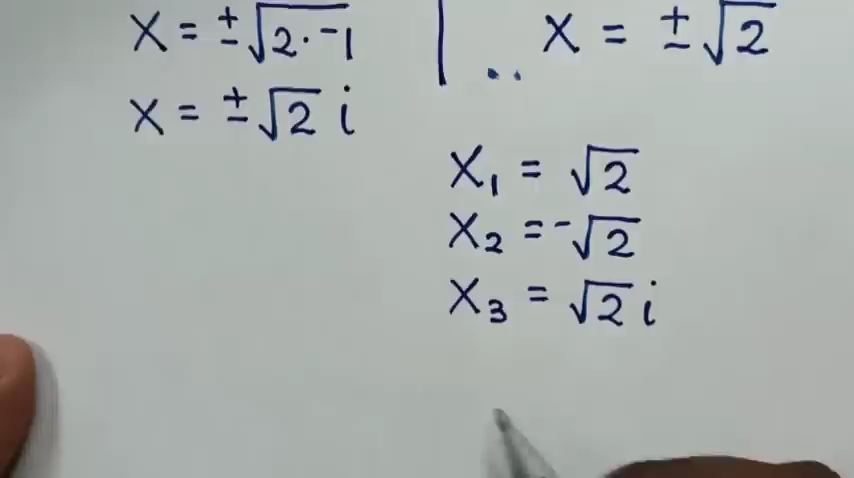 X = ±√2·-1
X = ±√2 i
X = ±√2
X₁ = √2
X₂ = -√2
X₃ = √2 i